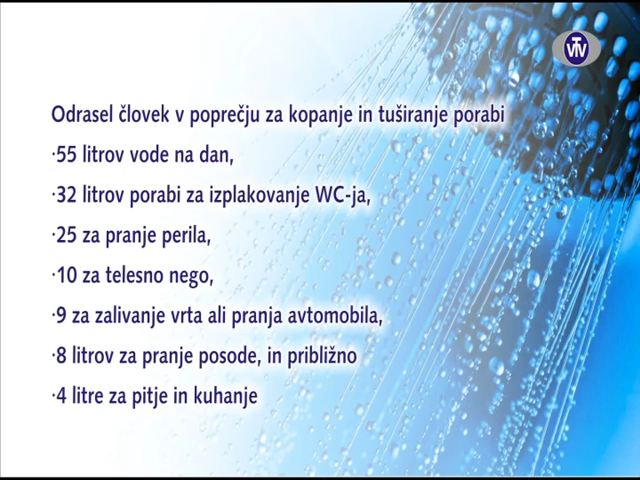 VTV
Odrasel človek v poprečju za kopanje in tuširanje porabi
·55 litrov vode na dan,
·32 litrov porabi za izplakovanje WC-ja,
·25 za pranje perila,
·10 za telesno nego,
·9 za zalivanje vrta ali pranja avtomobila,
·8 litrov za pranje posode, in približno
·4 litre za pitje in kuhanje